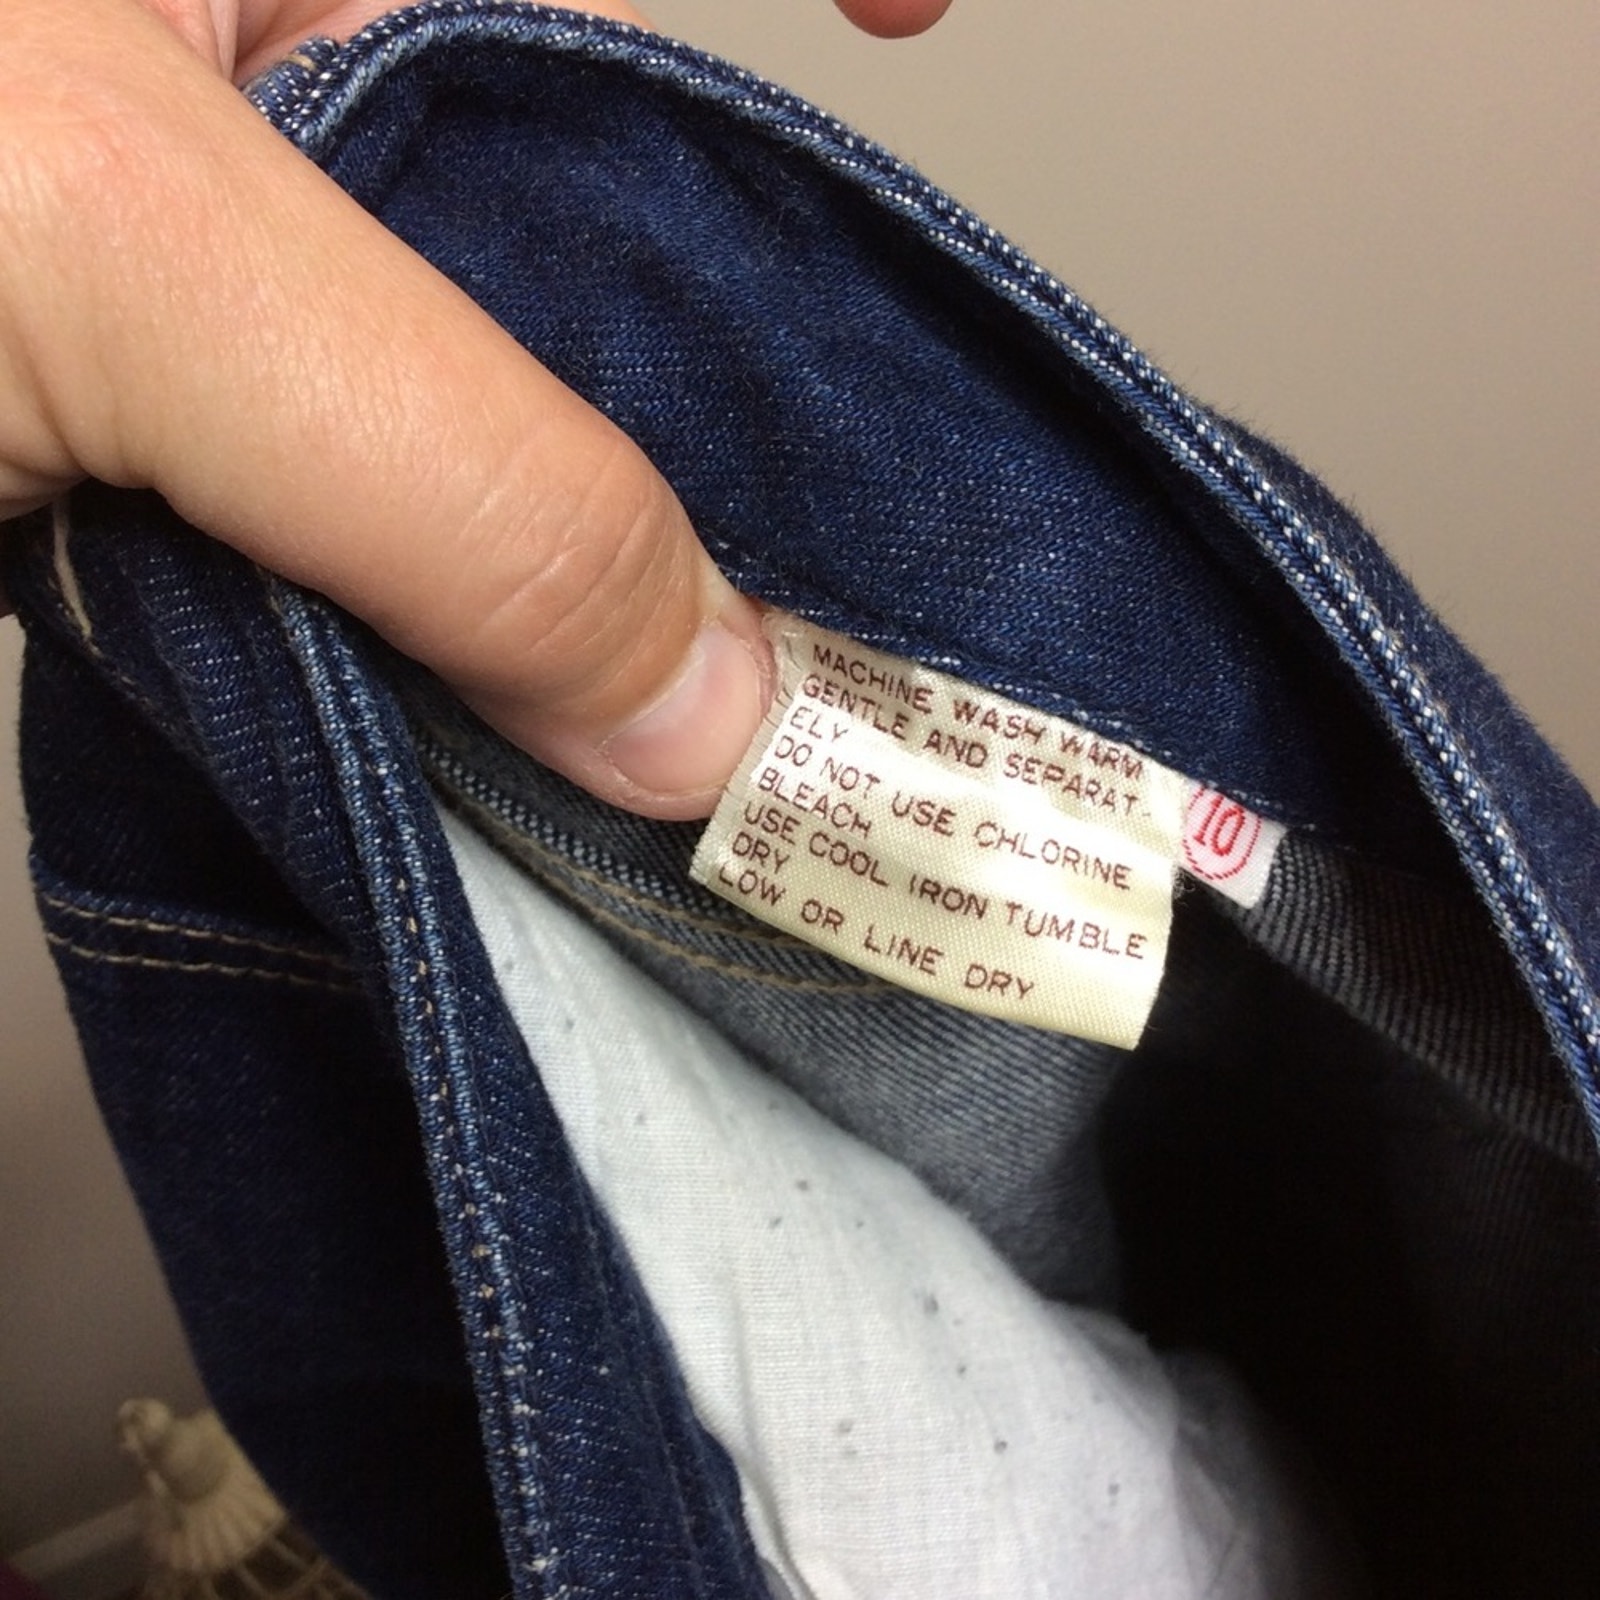 MACHINE WASH WARM
GENTLE AND SEPARAT-
ELY
DO NOT USE CHLORINE
BLEACH
USE COOL IRON TUMBLE
DRY
LOW OR LINE DRY
10